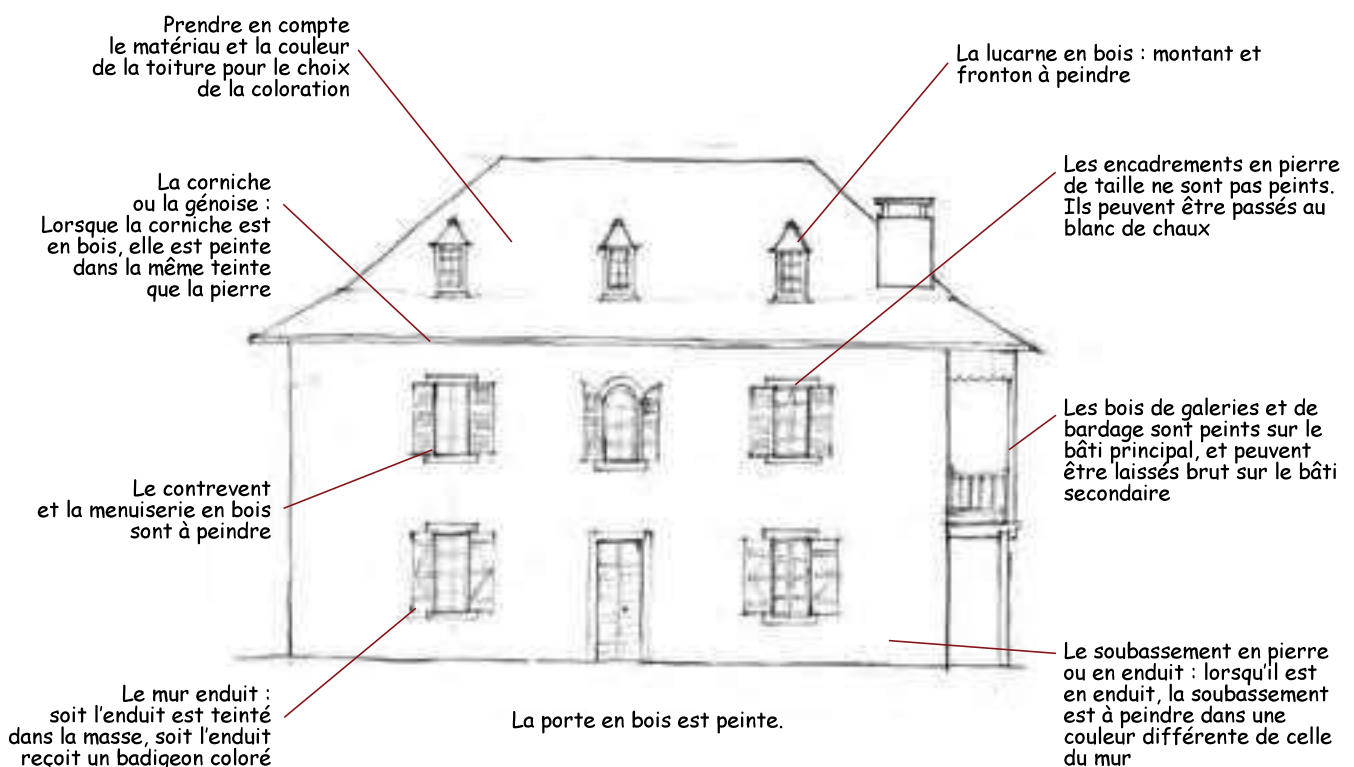 Prendre en compte
le matériau et la couleur
de la toiture pour le choix
de la coloration
La lucarne en bois : montant et
fronton à peindre
La corniche
ou la génoise :
Lorsque la corniche est
en bois, elle est peinte
dans la même teinte
que la pierre
Les encadrements en pierre
de taille ne sont pas peints.
Ils peuvent être passés au
blanc de chaux
Le contrevent
et la menuiserie en bois
sont à peindre
Les bois de galeries et de
bardage sont peints sur le
bâti principal, et peuvent
être laissés brut sur le bâti
secondaire
Le mur enduit :
soit l'enduit est teinté
dans la masse, soit l'enduit
reçoit un badigeon coloré
La porte en bois est peinte.
Le soubassement en pierre
ou en enduit : lorsqu'il est
en enduit, la soubassement
est à peindre dans une
couleur différente de celle
du mur